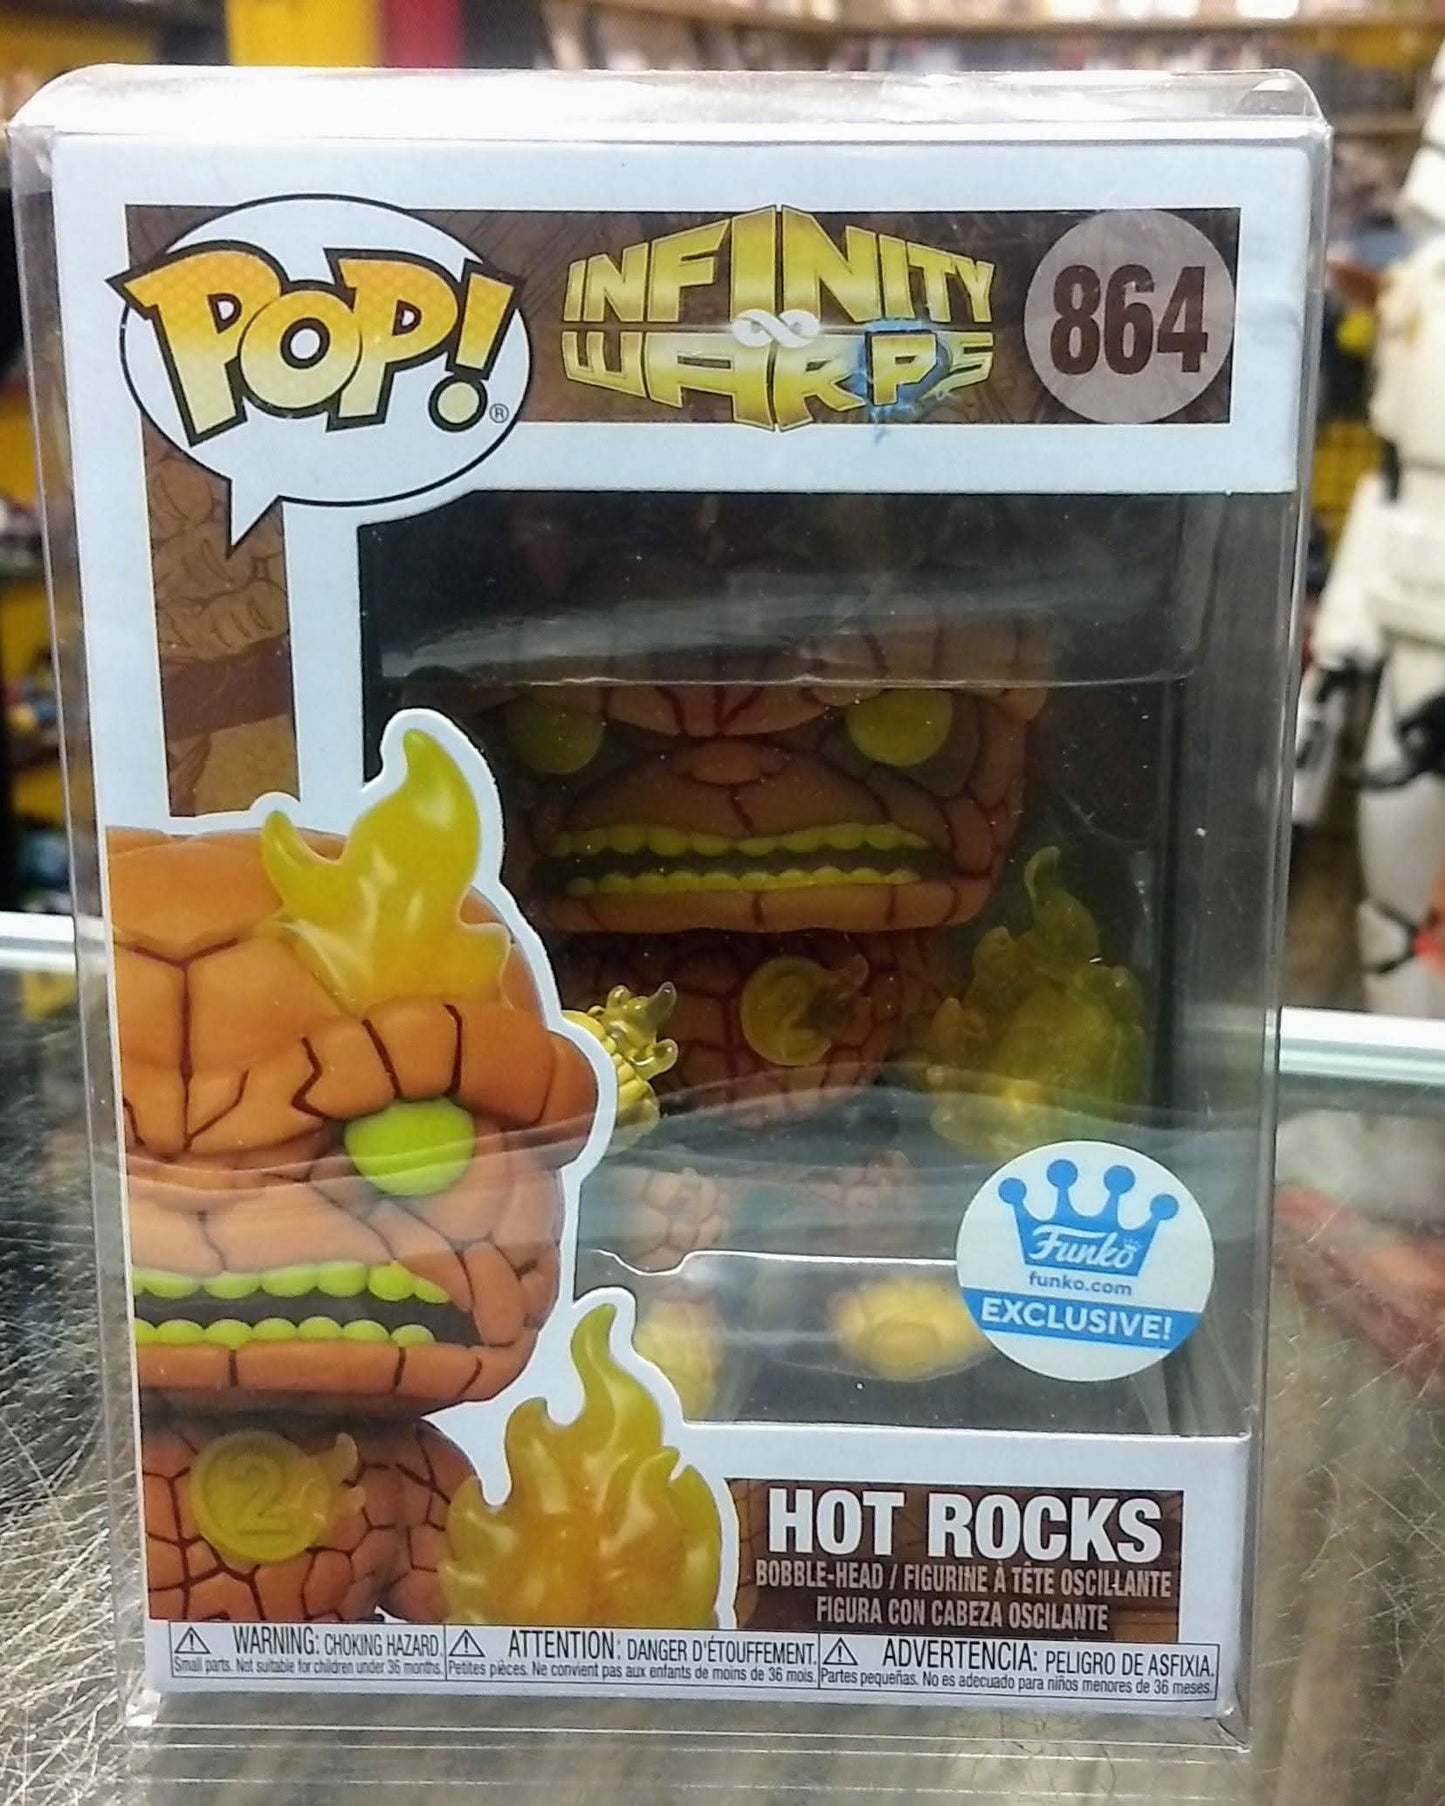 POP!®
INFINITY
WARPS
864
2
2
Funko
funko.com
EXCLUSIVE!
HOT ROCKS
BOBBLE-HEAD / FIGURINE À TÊTE OSCILLANTE
FIGURA CON CABEZA OSCILANTE
WARNING: CHOKING HAZARD.
Small parts. Not suitable for children under 36 months.
ATTENTION: DANGER D'ÉTOUFFEMENT.
Petites pièces. Ne convient pas aux enfants de moins de 36 mois.
ADVERTENCIA: PELIGRO DE ASFIXIA.
Partes pequeñas. No es adecuado para niños menores de 36 meses.